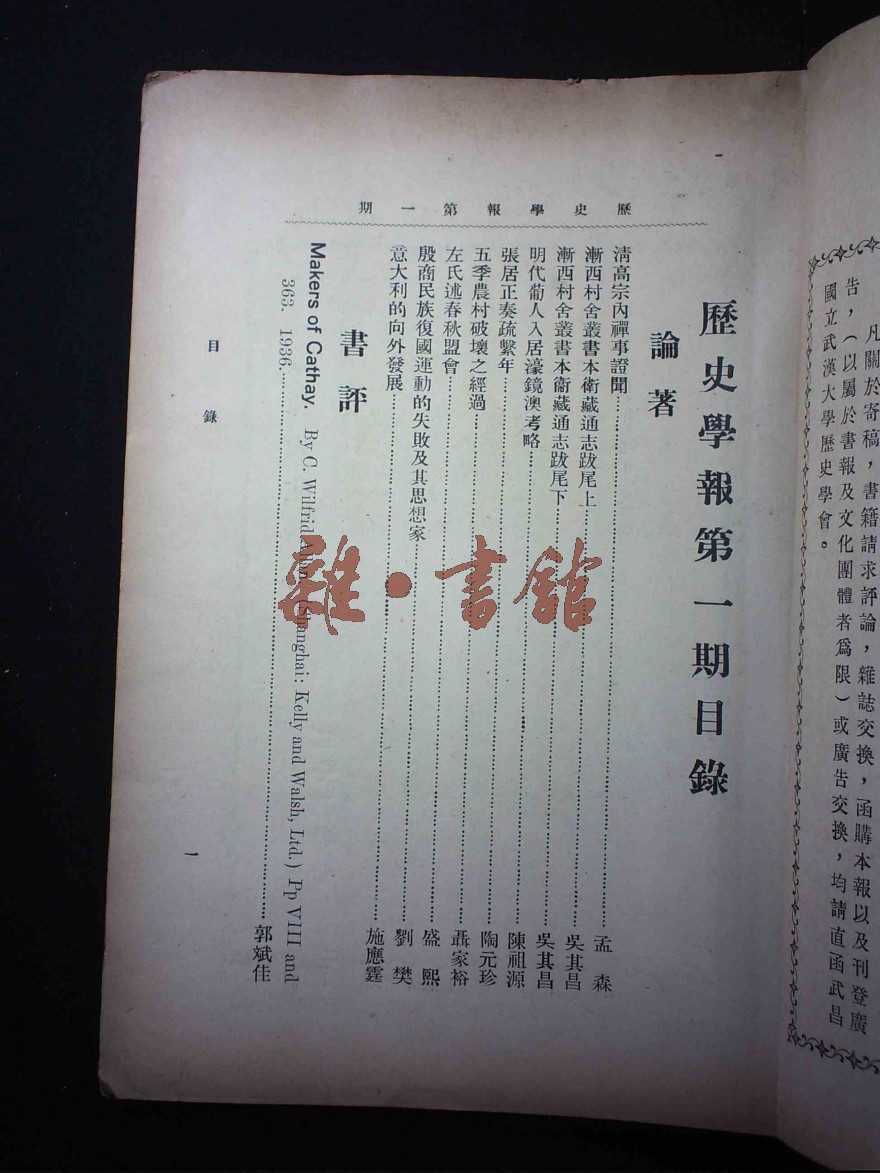 凡關於寄稿，書籍請求評論，雜誌交換，函購本報以及刊登廣
告，（以屬於書報及文化團體者爲限）或廣告交換，均請直函武昌
國立武漢大學歷史學會。
歷史學報第一期
歷史學報第一期目錄
論著
清高宗內禪事證聞……孟森
漸西村舍叢書本衛藏通志跋尾上……吳其昌
漸西村舍叢書本衛藏通志跋尾下……吳其昌
明代葡人入居濠鏡澳考略……陳祖源
張居正奏疏繫年……陶元珍
五季農村破壞之經過……聶家裕
左氏述春秋盟會……盛熙
殷商民族復國運動的失敗及其思想家……劉樊
意大利的向外發展……施應霆
書評
Makers of Cathay. By C. Wilfrid Allan (Shanghai: Kelly and Walsh, Ltd.) Pp VIII and
363. 1936.……郭斌佳
目錄
一
雜·書館